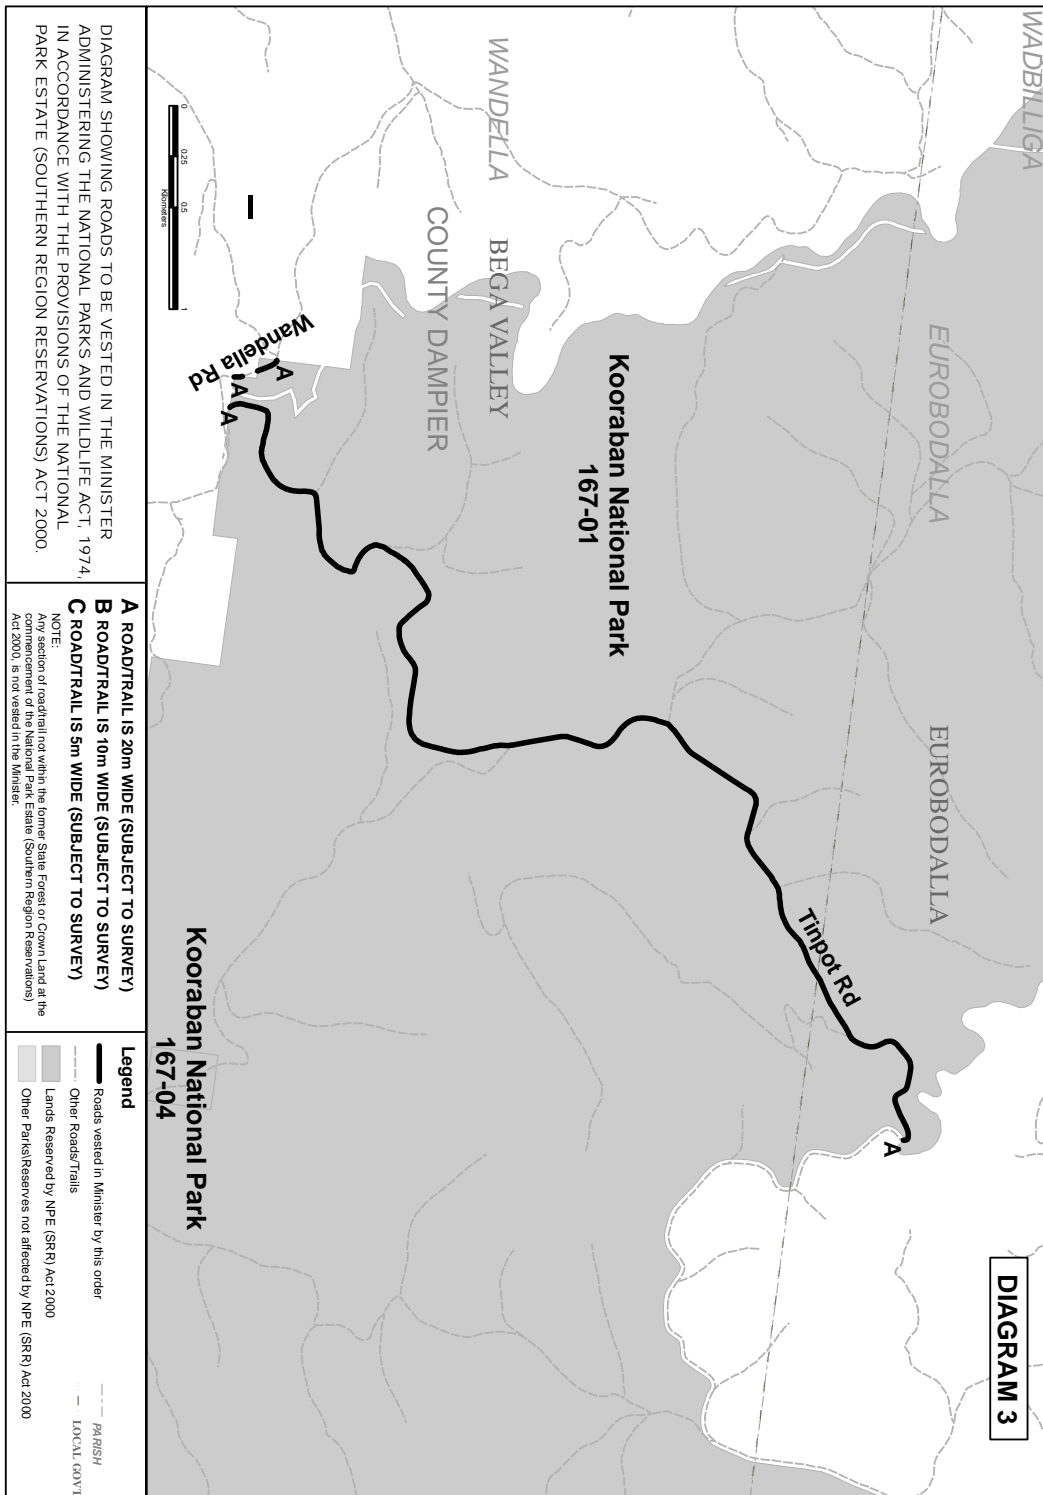 DIAGRAM 3
WADBILLIGA
WANDELLA
EUROBODALLA
EUROBODALLA
BEGA VALLEY
COUNTY DAMPIER
Kooraban National Park
167-01
Tinpot Rd
A
Wandella Rd
A
A
A
Kooraban National Park
167-04
0 0.25 0.5 1
Kilometers
DIAGRAM SHOWING ROADS TO BE VESTED IN THE MINISTER
ADMINISTERING THE NATIONAL PARKS AND WILDLIFE ACT, 1974,
IN ACCORDANCE WITH THE PROVISIONS OF THE NATIONAL
PARK ESTATE (SOUTHERN REGION RESERVATIONS) ACT 2000.
A ROAD/TRAIL IS 20m WIDE (SUBJECT TO SURVEY)
B ROAD/TRAIL IS 10m WIDE (SUBJECT TO SURVEY)
C ROAD/TRAIL IS 5m WIDE (SUBJECT TO SURVEY)
NOTE:
Any section of road/trail not within the former State Forest or Crown Land at the
commencement of the National Park Estate (Southern Region Reservations)
Act 2000, is not vested in the Minister.
Legend
Roads vested in Minister by this order
Other Roads/Trails
Lands Reserved by NPE (SRR) Act 2000
Other Parks\Reserves not affected by NPE (SRR) Act 2000
PARISH
LOCAL GOV'T